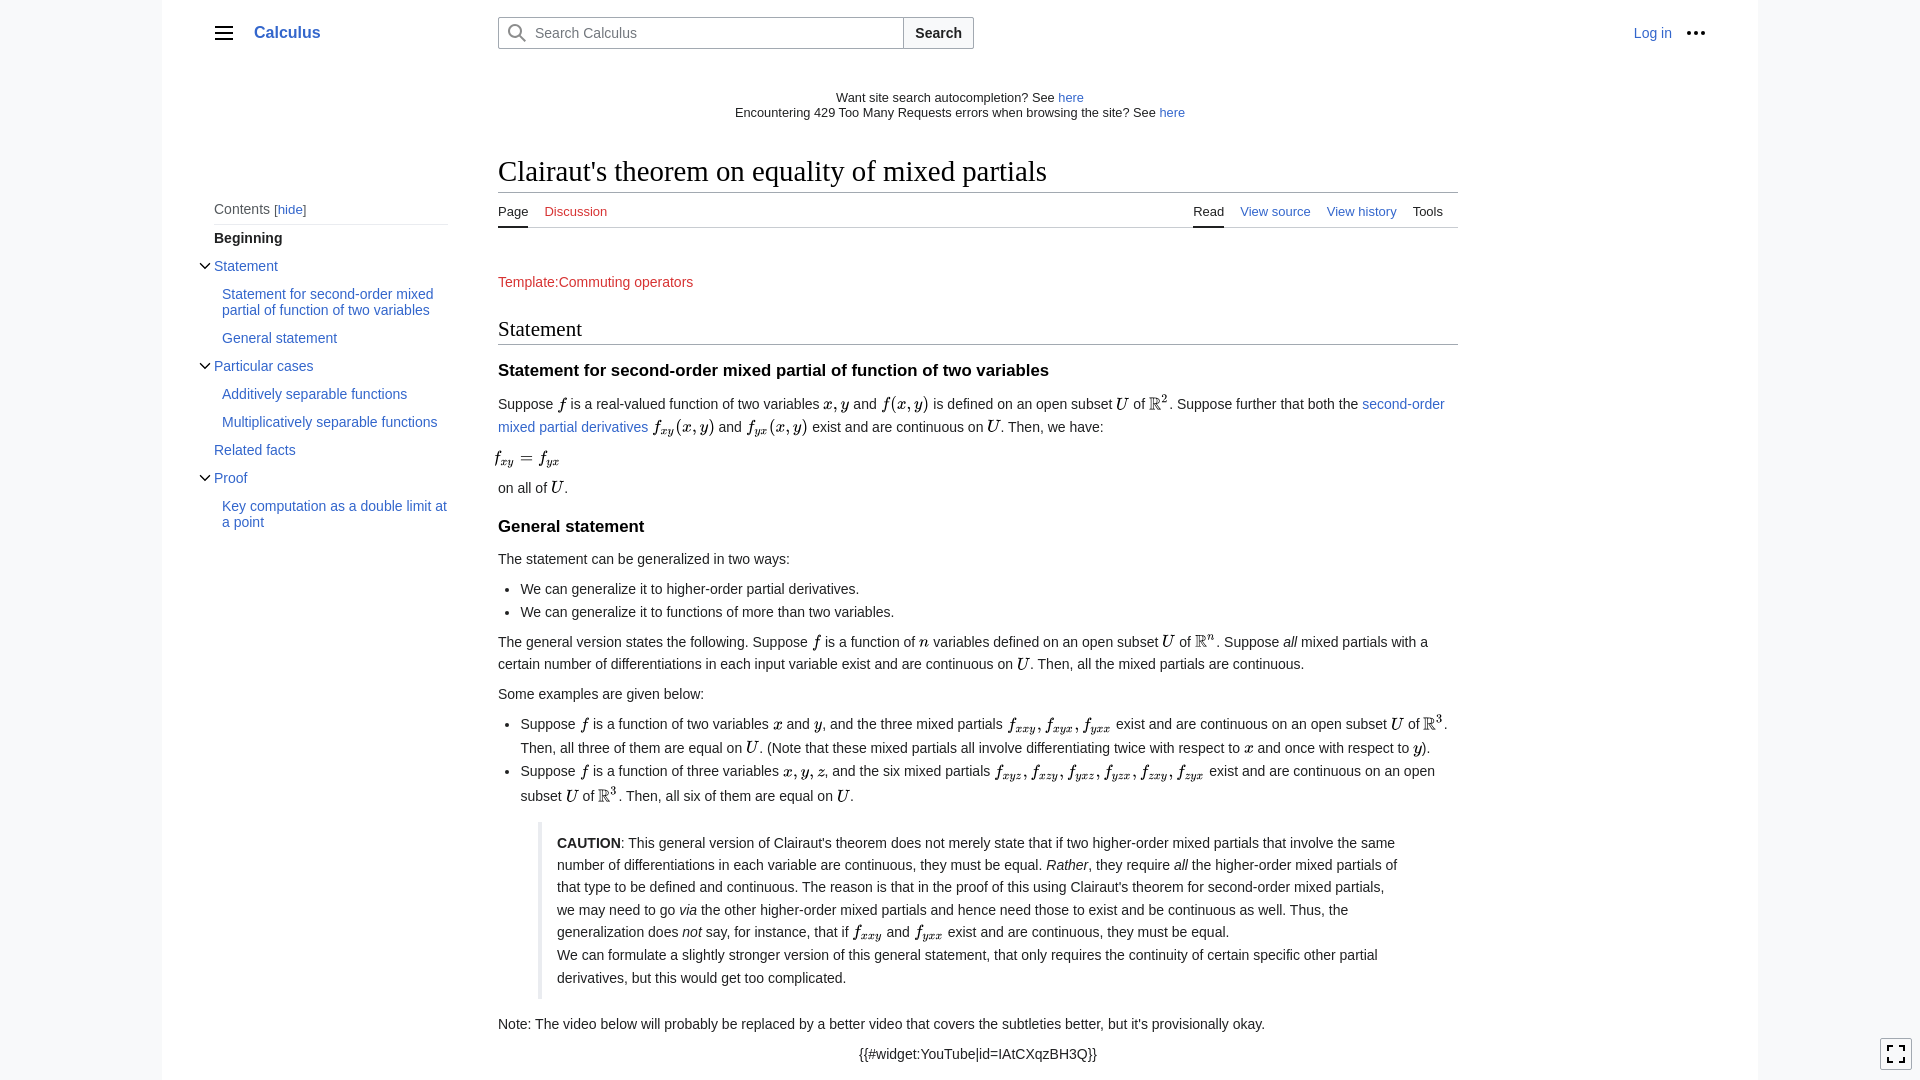 Calculus
Search Calculus
Search
Log in
Want site search autocompletion? See here
Encountering 429 Too Many Requests errors when browsing the site? See here
Clairaut's theorem on equality of mixed partials
Contents [hide]
Beginning
Statement
Statement for second-order mixed
partial of function of two variables
General statement
Particular cases
Additively separable functions
Multiplicatively separable functions
Related facts
Proof
Key computation as a double limit at
a point
Page Discussion
Read View source View history Tools
Template:Commuting operators
Statement
Statement for second-order mixed partial of function of two variables
Suppose f is a real-valued function of two variables x, y and f(x, y) is defined on an open subset U of ℝ². Suppose further that both the second-order
mixed partial derivatives f_{xy}(x, y) and f_{yx}(x, y) exist and are continuous on U. Then, we have:
f_{xy} = f_{yx}
on all of U.
General statement
The statement can be generalized in two ways:
• We can generalize it to higher-order partial derivatives.
• We can generalize it to functions of more than two variables.
The general version states the following. Suppose f is a function of n variables defined on an open subset U of ℝⁿ. Suppose all mixed partials with a
certain number of differentiations in each input variable exist and are continuous on U. Then, all the mixed partials are continuous.
Some examples are given below:
• Suppose f is a function of two variables x and y, and the three mixed partials f_{xxy}, f_{xyx}, f_{yxx} exist and are continuous on an open subset U of ℝ³.
Then, all three of them are equal on U. (Note that these mixed partials all involve differentiating twice with respect to x and once with respect to y).
• Suppose f is a function of three variables x, y, z, and the six mixed partials f_{xyz}, f_{xzy}, f_{yxz}, f_{yzx}, f_{zxy}, f_{zyx} exist and are continuous on an open
subset U of ℝ³. Then, all six of them are equal on U.
CAUTION: This general version of Clairaut's theorem does not merely state that if two higher-order mixed partials that involve the same
number of differentiations in each variable are continuous, they must be equal. Rather, they require all the higher-order mixed partials of
that type to be defined and continuous. The reason is that in the proof of this using Clairaut's theorem for second-order mixed partials,
we may need to go via the other higher-order mixed partials and hence need those to exist and be continuous as well. Thus, the
generalization does not say, for instance, that if f_{xxy} and f_{yxx} exist and are continuous, they must be equal.
We can formulate a slightly stronger version of this general statement, that only requires the continuity of certain specific other partial
derivatives, but this would get too complicated.
Note: The video below will probably be replaced by a better video that covers the subtleties better, but it's provisionally okay.
{{#widget:YouTube|id=IAtCXqzBH3Q}}